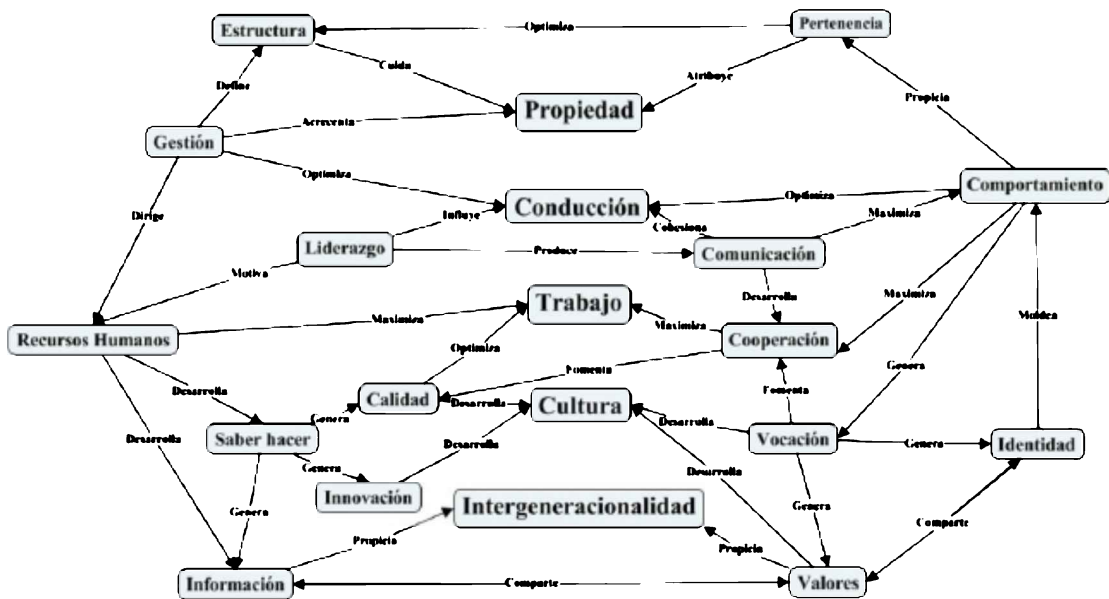 Estructura
Optimiza
Pertenencia
Cuida
Atribuye
Define
Propiedad
Propicia
Acrecenta
Gestión
Optimiza
Comportamiento
Optimiza
Conducción
Influye
Maximiza
Dirige
Cohesiona
Liderazgo
Produce
Comunicación
Motiva
Desarrolla
Maximiza
Trabajo
Moldea
Maximiza
Maximiza
Recursos Humanos
Cooperación
Optimiza
Fomenta
Genera
Desarrolla
Fomenta
Calidad
Desarrolla
Cultura
Genera
Desarrolla
Desarrolla
Saber hacer
Desarrolla
Vocación
Genera
Identidad
Genera
Desarrolla
Innovación
Intergeneracionalidad
Genera
Genera
Comparte
Propicia
Propicia
Información
Comparte
Valores